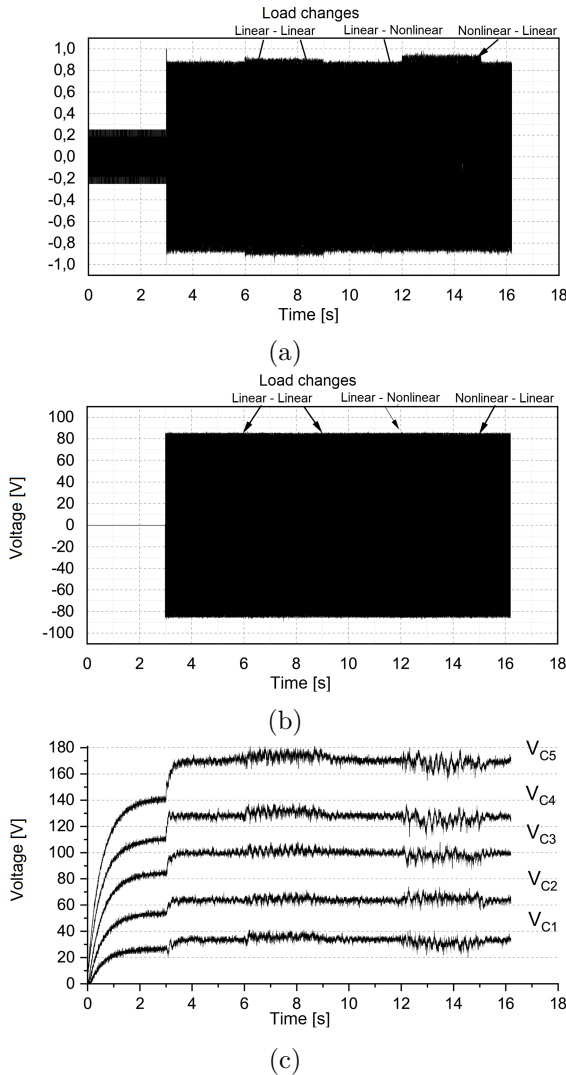 Load changes
Linear - Linear Linear - Nonlinear Nonlinear - Linear
1,0
0,8
0,6
0,4
0,2
0,0
-0,2
-0,4
-0,6
-0,8
-1,0
0 2 4 6 8 10 12 14 16 18
Time [s]
(a)
Load changes
Linear - Linear Linear - Nonlinear Nonlinear - Linear
100
80
60
40
20
0
-20
-40
-60
-80
-100
Voltage [V]
0 2 4 6 8 10 12 14 16 18
Time [s]
(b)
180
160
140
120
100
80
60
40
20
0
Voltage [V]
VC5
VC4
VC3
VC2
VC1
0 2 4 6 8 10 12 14 16 18
Time [s]
(c)